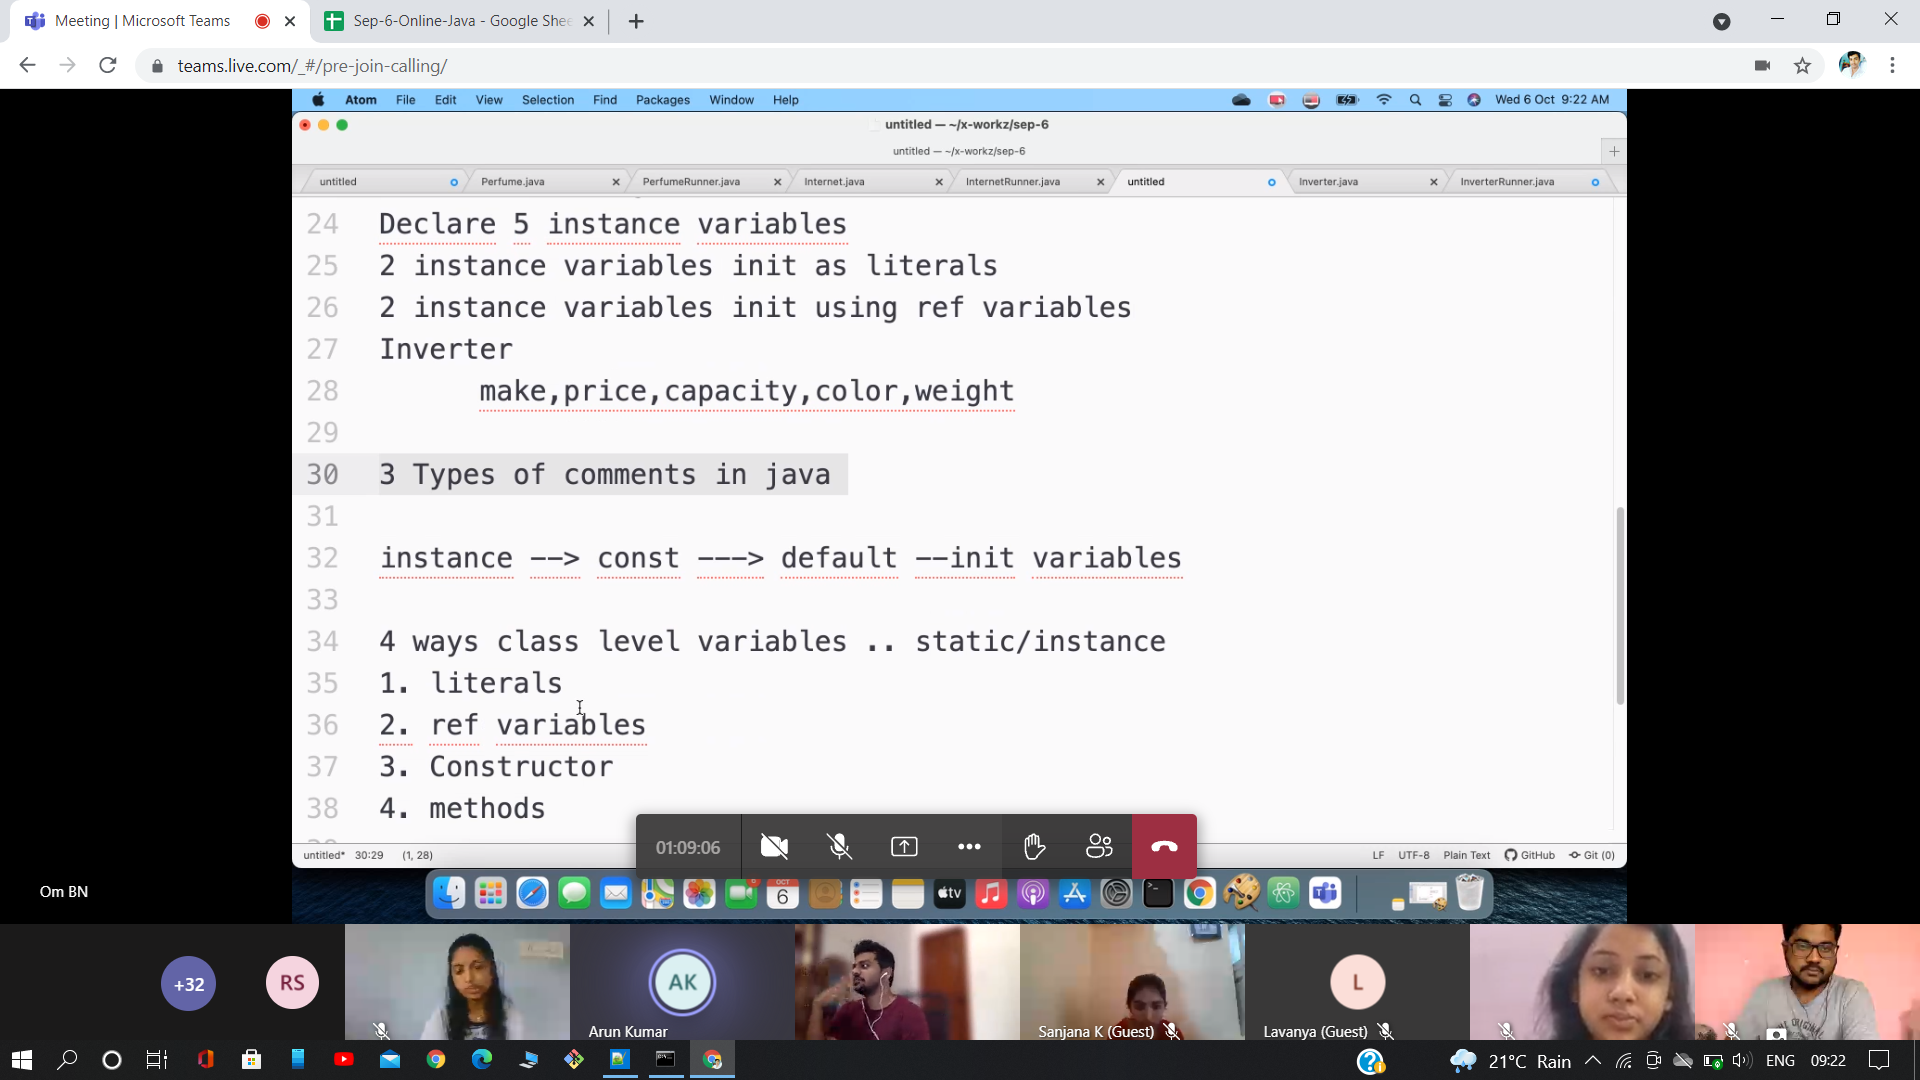 Meeting | Microsoft Teams
Sep-6-Online-Java - Google Shee
teams.live.com/_#/pre-join-calling/
Atom File Edit View Selection Find Packages Window Help
Wed 6 Oct 9:22 AM
untitled — ~/x-workz/sep-6
untitled — ~/x-workz/sep-6
untitled Perfume.java PerfumeRunner.java Internet.java InternetRunner.java untitled Inverter.java InverterRunner.java
24 Declare 5 instance variables
25 2 instance variables init as literals
26 2 instance variables init using ref variables
27 Inverter
28 make,price,capacity,color,weight
29
30 3 Types of comments in java
31
32 instance --> const ---> default --init variables
33
34 4 ways class level variables .. static/instance
35 1. literals
36 2. ref variables
37 3. Constructor
38 4. methods
01:09:06
untitled* 30:29 (1, 28)
LF UTF-8 Plain Text GitHub Git (0)
Om BN
OCT
6
tv
+32
RS
AK
Arun Kumar
Sanjana K (Guest)
L
Lavanya (Guest)
21°C Rain
ENG
09:22